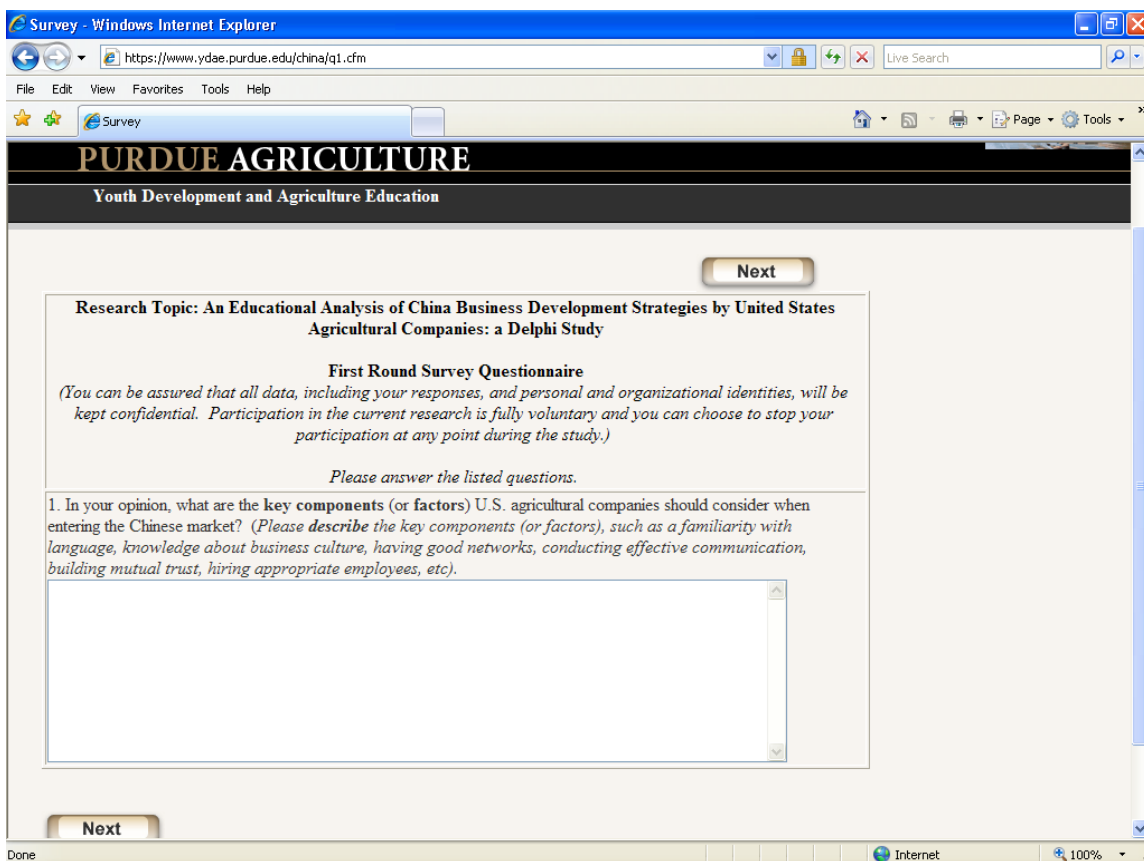 Survey - Windows Internet Explorer
https://www.ydae.purdue.edu/china/q1.cfm
Live Search
File Edit View Favorites Tools Help
Survey
Page Tools
PURDUE AGRICULTURE
Youth Development and Agriculture Education
Next
Research Topic: An Educational Analysis of China Business Development Strategies by United States
Agricultural Companies: a Delphi Study
First Round Survey Questionnaire
(You can be assured that all data, including your responses, and personal and organizational identities, will be
kept confidential. Participation in the current research is fully voluntary and you can choose to stop your
participation at any point during the study.)
Please answer the listed questions.
1. In your opinion, what are the key components (or factors) U.S. agricultural companies should consider when
entering the Chinese market? (Please describe the key components (or factors), such as a familiarity with
language, knowledge about business culture, having good networks, conducting effective communication,
building mutual trust, hiring appropriate employees, etc).
Next
Done Internet 100%